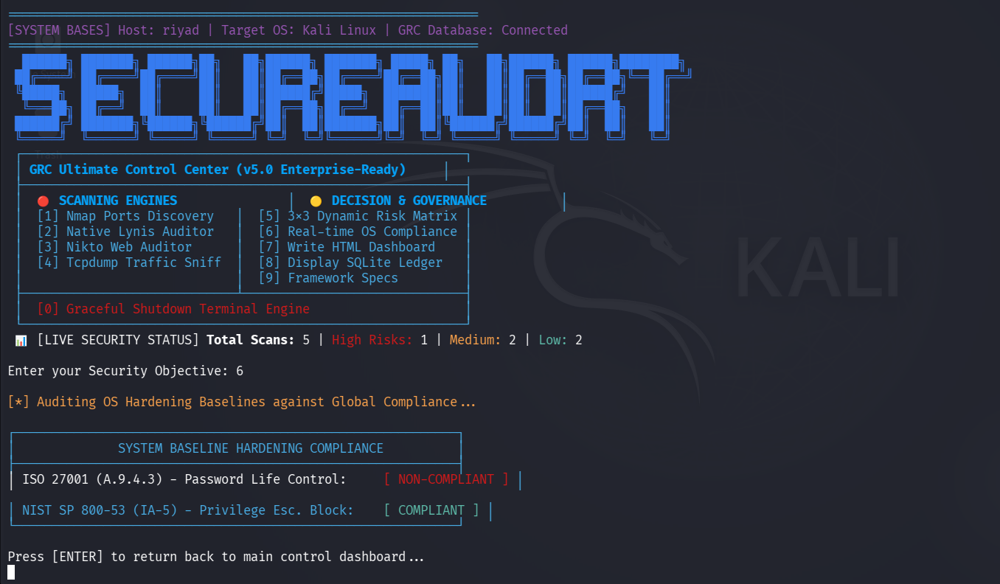 [SYSTEM BASES] Host: riyad | Target OS: Kali Linux | GRC Database: Connected
SECUREAUDRT
GRC Ultimate Control Center (v5.0 Enterprise-Ready)
🔴 SCANNING ENGINES │ 🟡 DECISION & GOVERNANCE
[1] Nmap Ports Discovery │ [5] 3×3 Dynamic Risk Matrix
[2] Native Lynis Auditor │ [6] Real-time OS Compliance
[3] Nikto Web Auditor │ [7] Write HTML Dashboard
[4] Tcpdump Traffic Sniff │ [8] Display SQLite Ledger
[9] Framework Specs
[0] Graceful Shutdown Terminal Engine
📊 [LIVE SECURITY STATUS] Total Scans: 5 | High Risks: 1 | Medium: 2 | Low: 2
Enter your Security Objective: 6
[*] Auditing OS Hardening Baselines against Global Compliance...
SYSTEM BASELINE HARDENING COMPLIANCE
ISO 27001 (A.9.4.3) - Password Life Control: [ NON-COMPLIANT ]
NIST SP 800-53 (IA-5) - Privilege Esc. Block: [ COMPLIANT ]
Press [ENTER] to return back to main control dashboard...
KALI
Trash